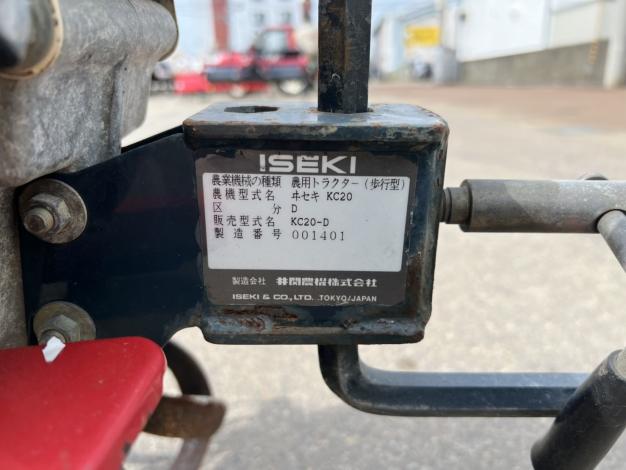 ISEKI
農業機械の種類 農用トラクター(歩行型)
農機型式名 ヰセキ KC20
区分 D
販売型式名 KC20-D
製造番号 001401
製造会社 井関農機株式会社
ISEKI & CO., LTD. TOKYO/JAPAN